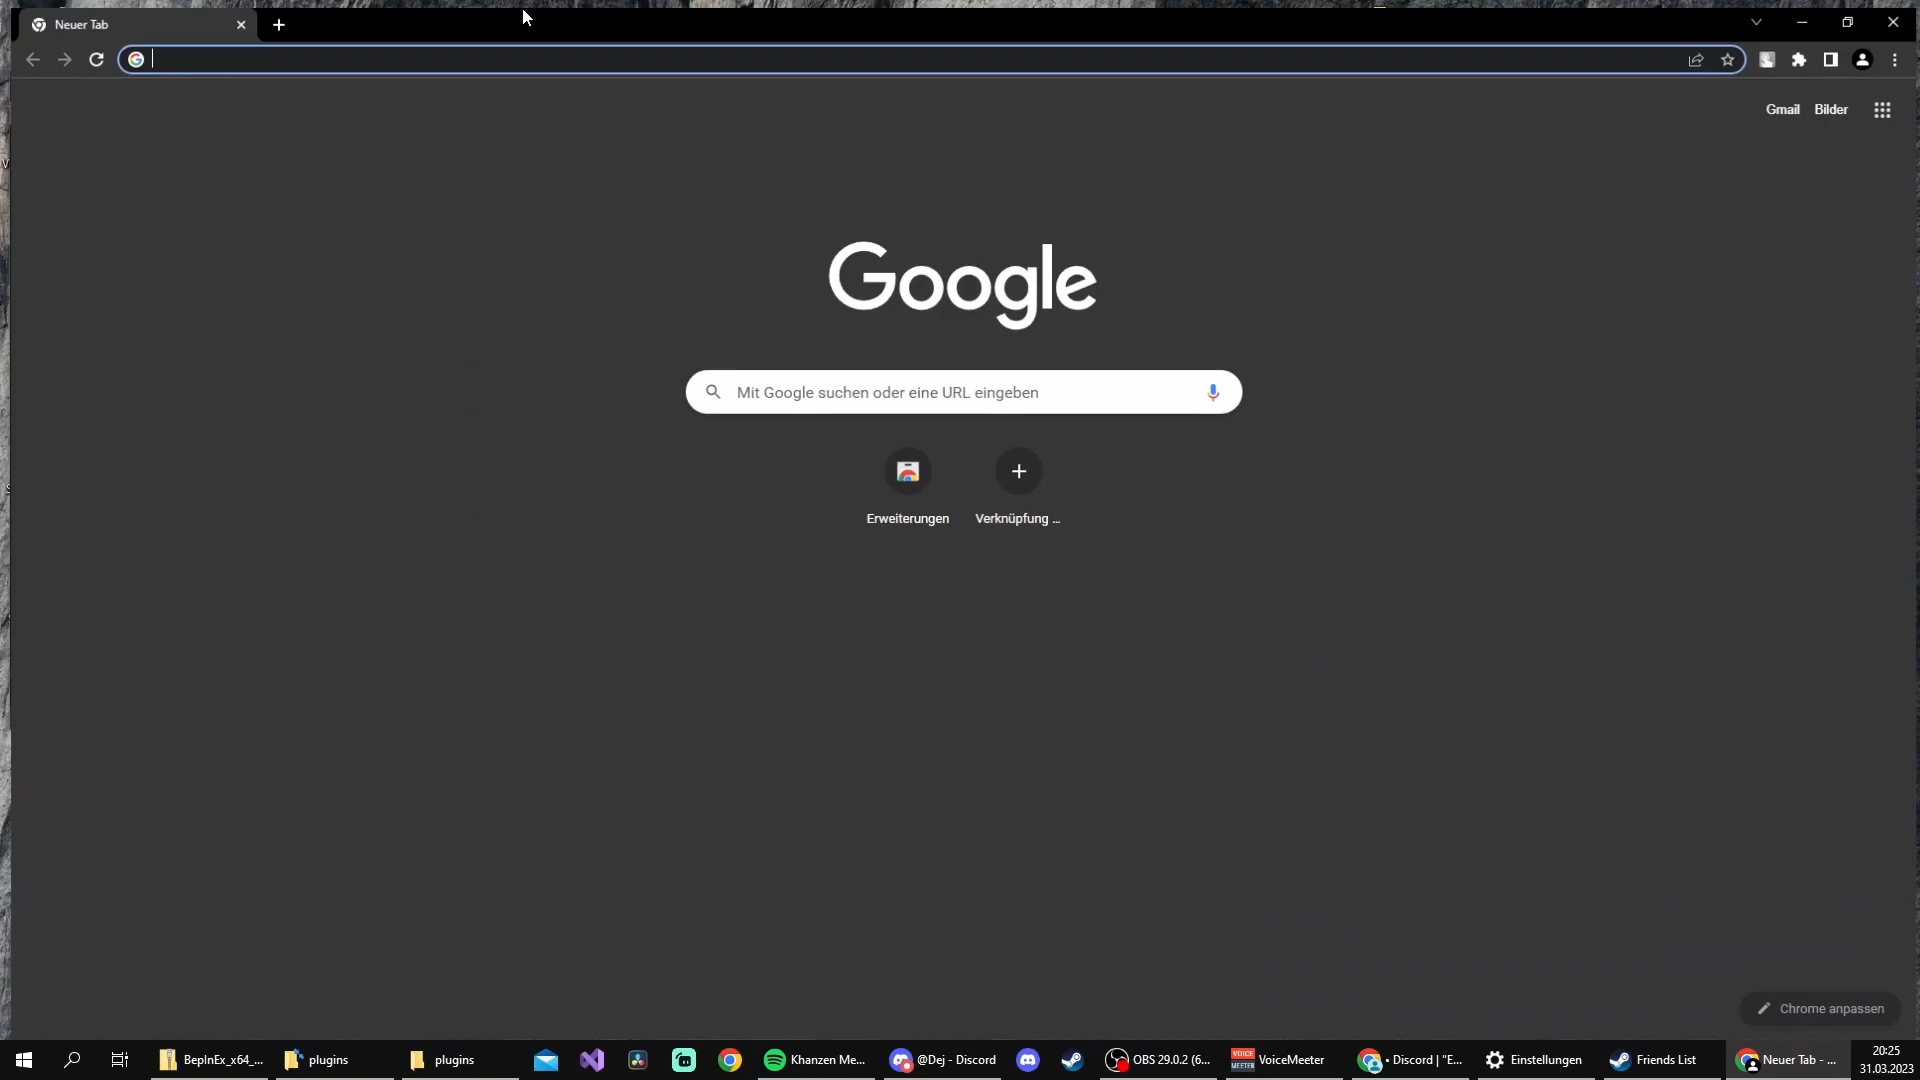 Neuer Tab
Gmail Bilder
Google
Mit Google suchen oder eine URL eingeben
Erweiterungen Verknüpfung ...
Chrome anpassen
BepInEx_x64_... plugins plugins Khanzen Me... @Dej - Discord OBS 29.0.2 (6... VOICE MEETER VoiceMeeter • Discord | "E... Einstellungen Friends List Neuer Tab - ... 20:25
31.03.2023